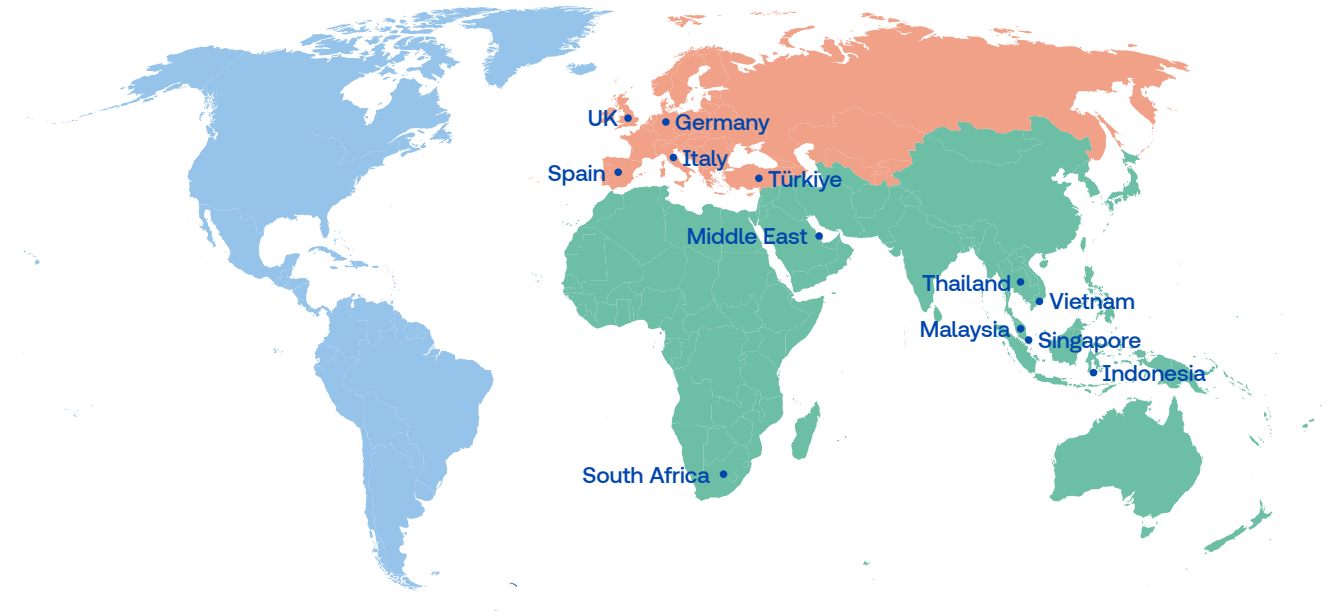 UK
Germany
Italy
Spain
Türkiye
Middle East
Thailand
Vietnam
Malaysia
Singapore
Indonesia
South Africa